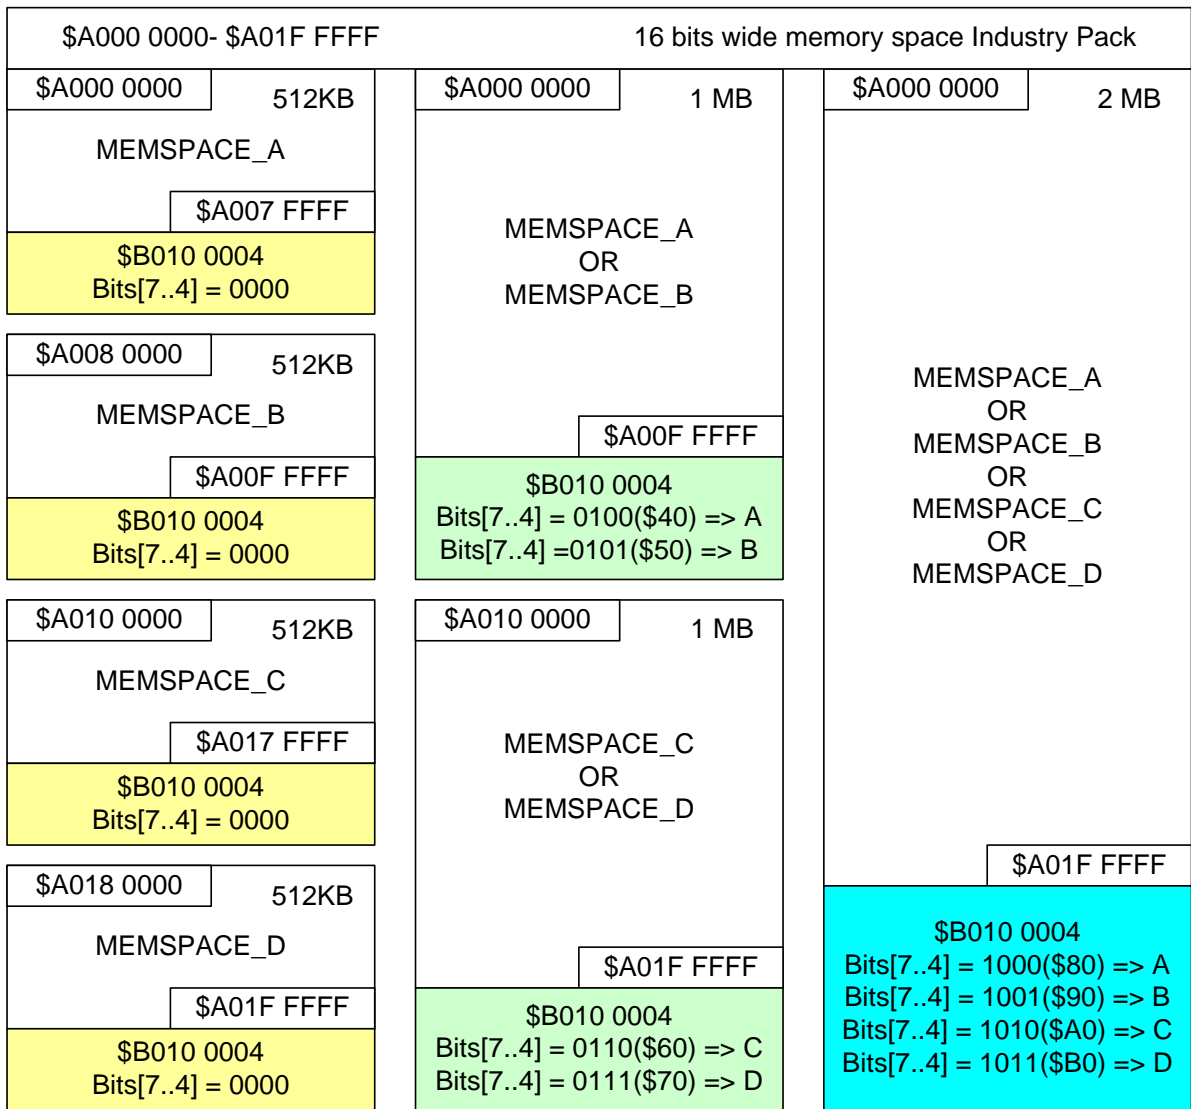 $A000 0000- $A01F FFFF
16 bits wide memory space Industry Pack
$A000 0000
512KB
MEMSPACE_A
$A007 FFFF
$B010 0004
Bits[7..4] = 0000
$A008 0000
512KB
MEMSPACE_B
$A00F FFFF
$B010 0004
Bits[7..4] = 0000
$A010 0000
512KB
MEMSPACE_C
$A017 FFFF
$B010 0004
Bits[7..4] = 0000
$A018 0000
512KB
MEMSPACE_D
$A01F FFFF
$B010 0004
Bits[7..4] = 0000
$A000 0000
1 MB
MEMSPACE_A
OR
MEMSPACE_B
$A00F FFFF
$B010 0004
Bits[7..4] = 0100($40) => A
Bits[7..4] =0101($50) => B
$A010 0000
1 MB
MEMSPACE_C
OR
MEMSPACE_D
$A01F FFFF
$B010 0004
Bits[7..4] = 0110($60) => C
Bits[7..4] = 0111($70) => D
$A000 0000
2 MB
MEMSPACE_A
OR
MEMSPACE_B
OR
MEMSPACE_C
OR
MEMSPACE_D
$A01F FFFF
$B010 0004
Bits[7..4] = 1000($80) => A
Bits[7..4] = 1001($90) => B
Bits[7..4] = 1010($A0) => C
Bits[7..4] = 1011($B0) => D